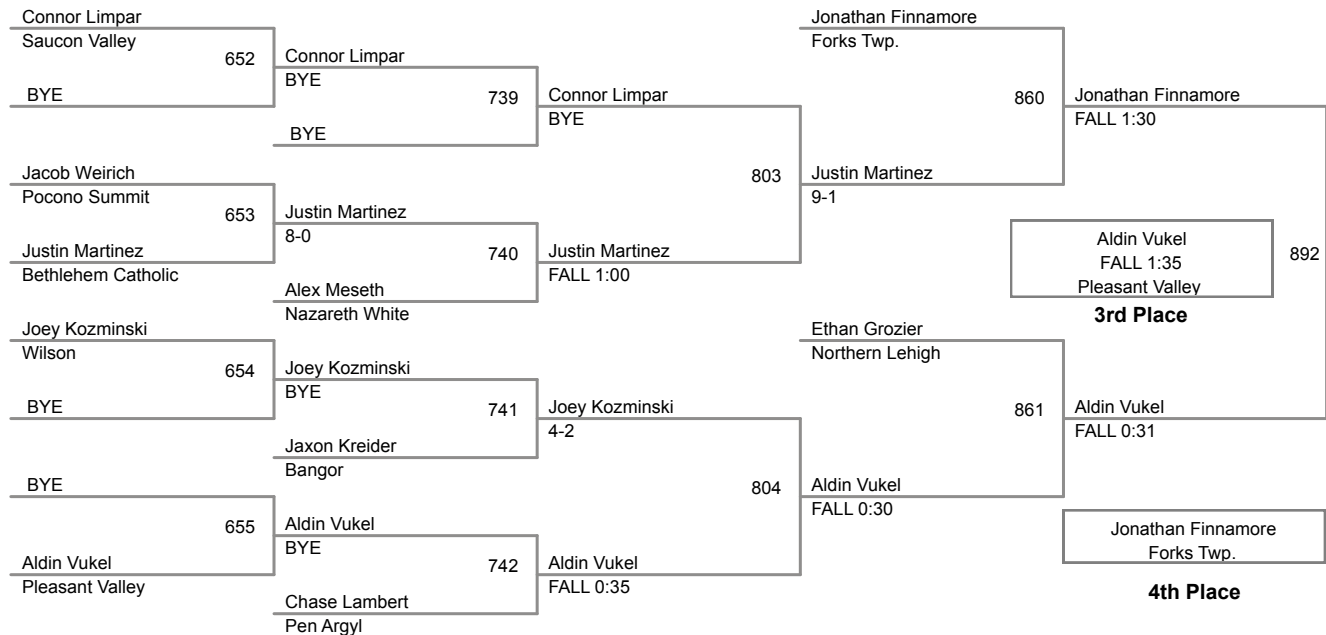 Connor Limpar
Saucon Valley
652
BYE
Connor Limpar
BYE
739
BYE
Connor Limpar
BYE
Jacob Weirich
Pocono Summit
653
Justin Martinez
Bethlehem Catholic
Justin Martinez
8-0
740
Alex Meseth
Nazareth White
Justin Martinez
FALL 1:00
803
Joey Kozminski
Wilson
654
BYE
Joey Kozminski
BYE
741
Jaxon Kreider
Bangor
Joey Kozminski
4-2
BYE
655
Aldin Vukel
Pleasant Valley
Aldin Vukel
BYE
742
Chase Lambert
Pen Argyl
Aldin Vukel
FALL 0:35
804
Jonathan Finnamore
Forks Twp.
860
Justin Martinez
9-1
Jonathan Finnamore
FALL 1:30
Ethan Grozier
Northern Lehigh
861
Aldin Vukel
FALL 0:30
Aldin Vukel
FALL 0:31
892
Aldin Vukel
FALL 1:35
Pleasant Valley
3rd Place
Jonathan Finnamore
Forks Twp.
4th Place